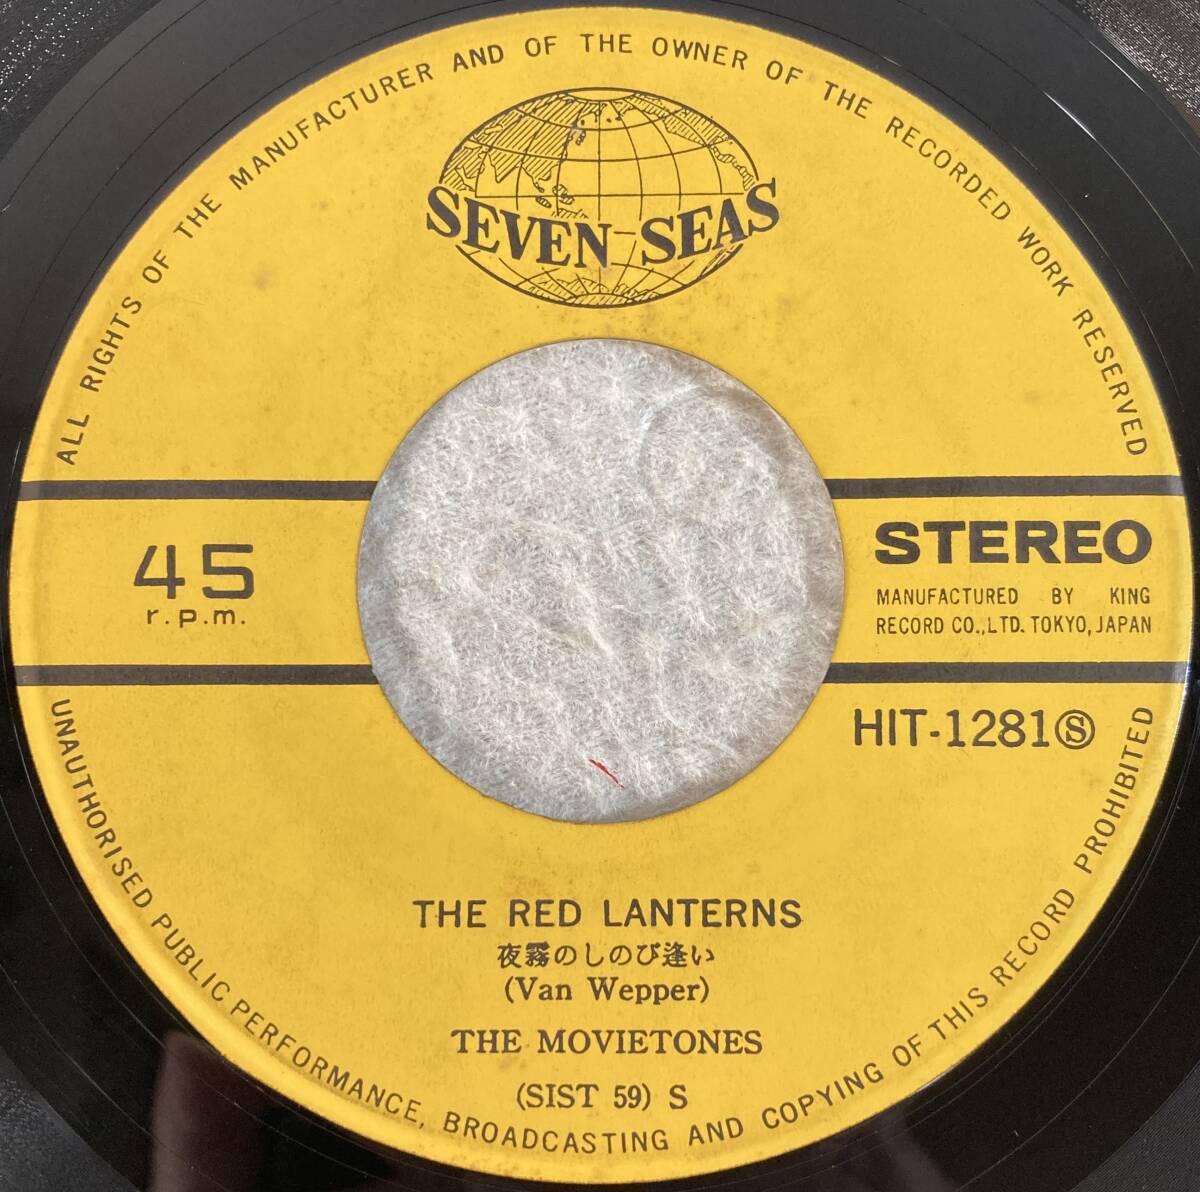 ALL RIGHTS OF THE MANUFACTURER AND OF THE OWNER OF THE RECORDED WORK RESERVED
SEVEN SEAS
45
r.p.m.
STEREO
MANUFACTURED BY KING
RECORD CO.,LTD. TOKYO, JAPAN
HIT-1281Ⓢ
THE RED LANTERNS
夜霧のしのび逢い
(Van Wepper)
THE MOVIETONES
(SIST 59) S
UNAUTHORISED PUBLIC PERFORMANCE, BROADCASTING AND COPYING OF THIS RECORD PROHIBITED